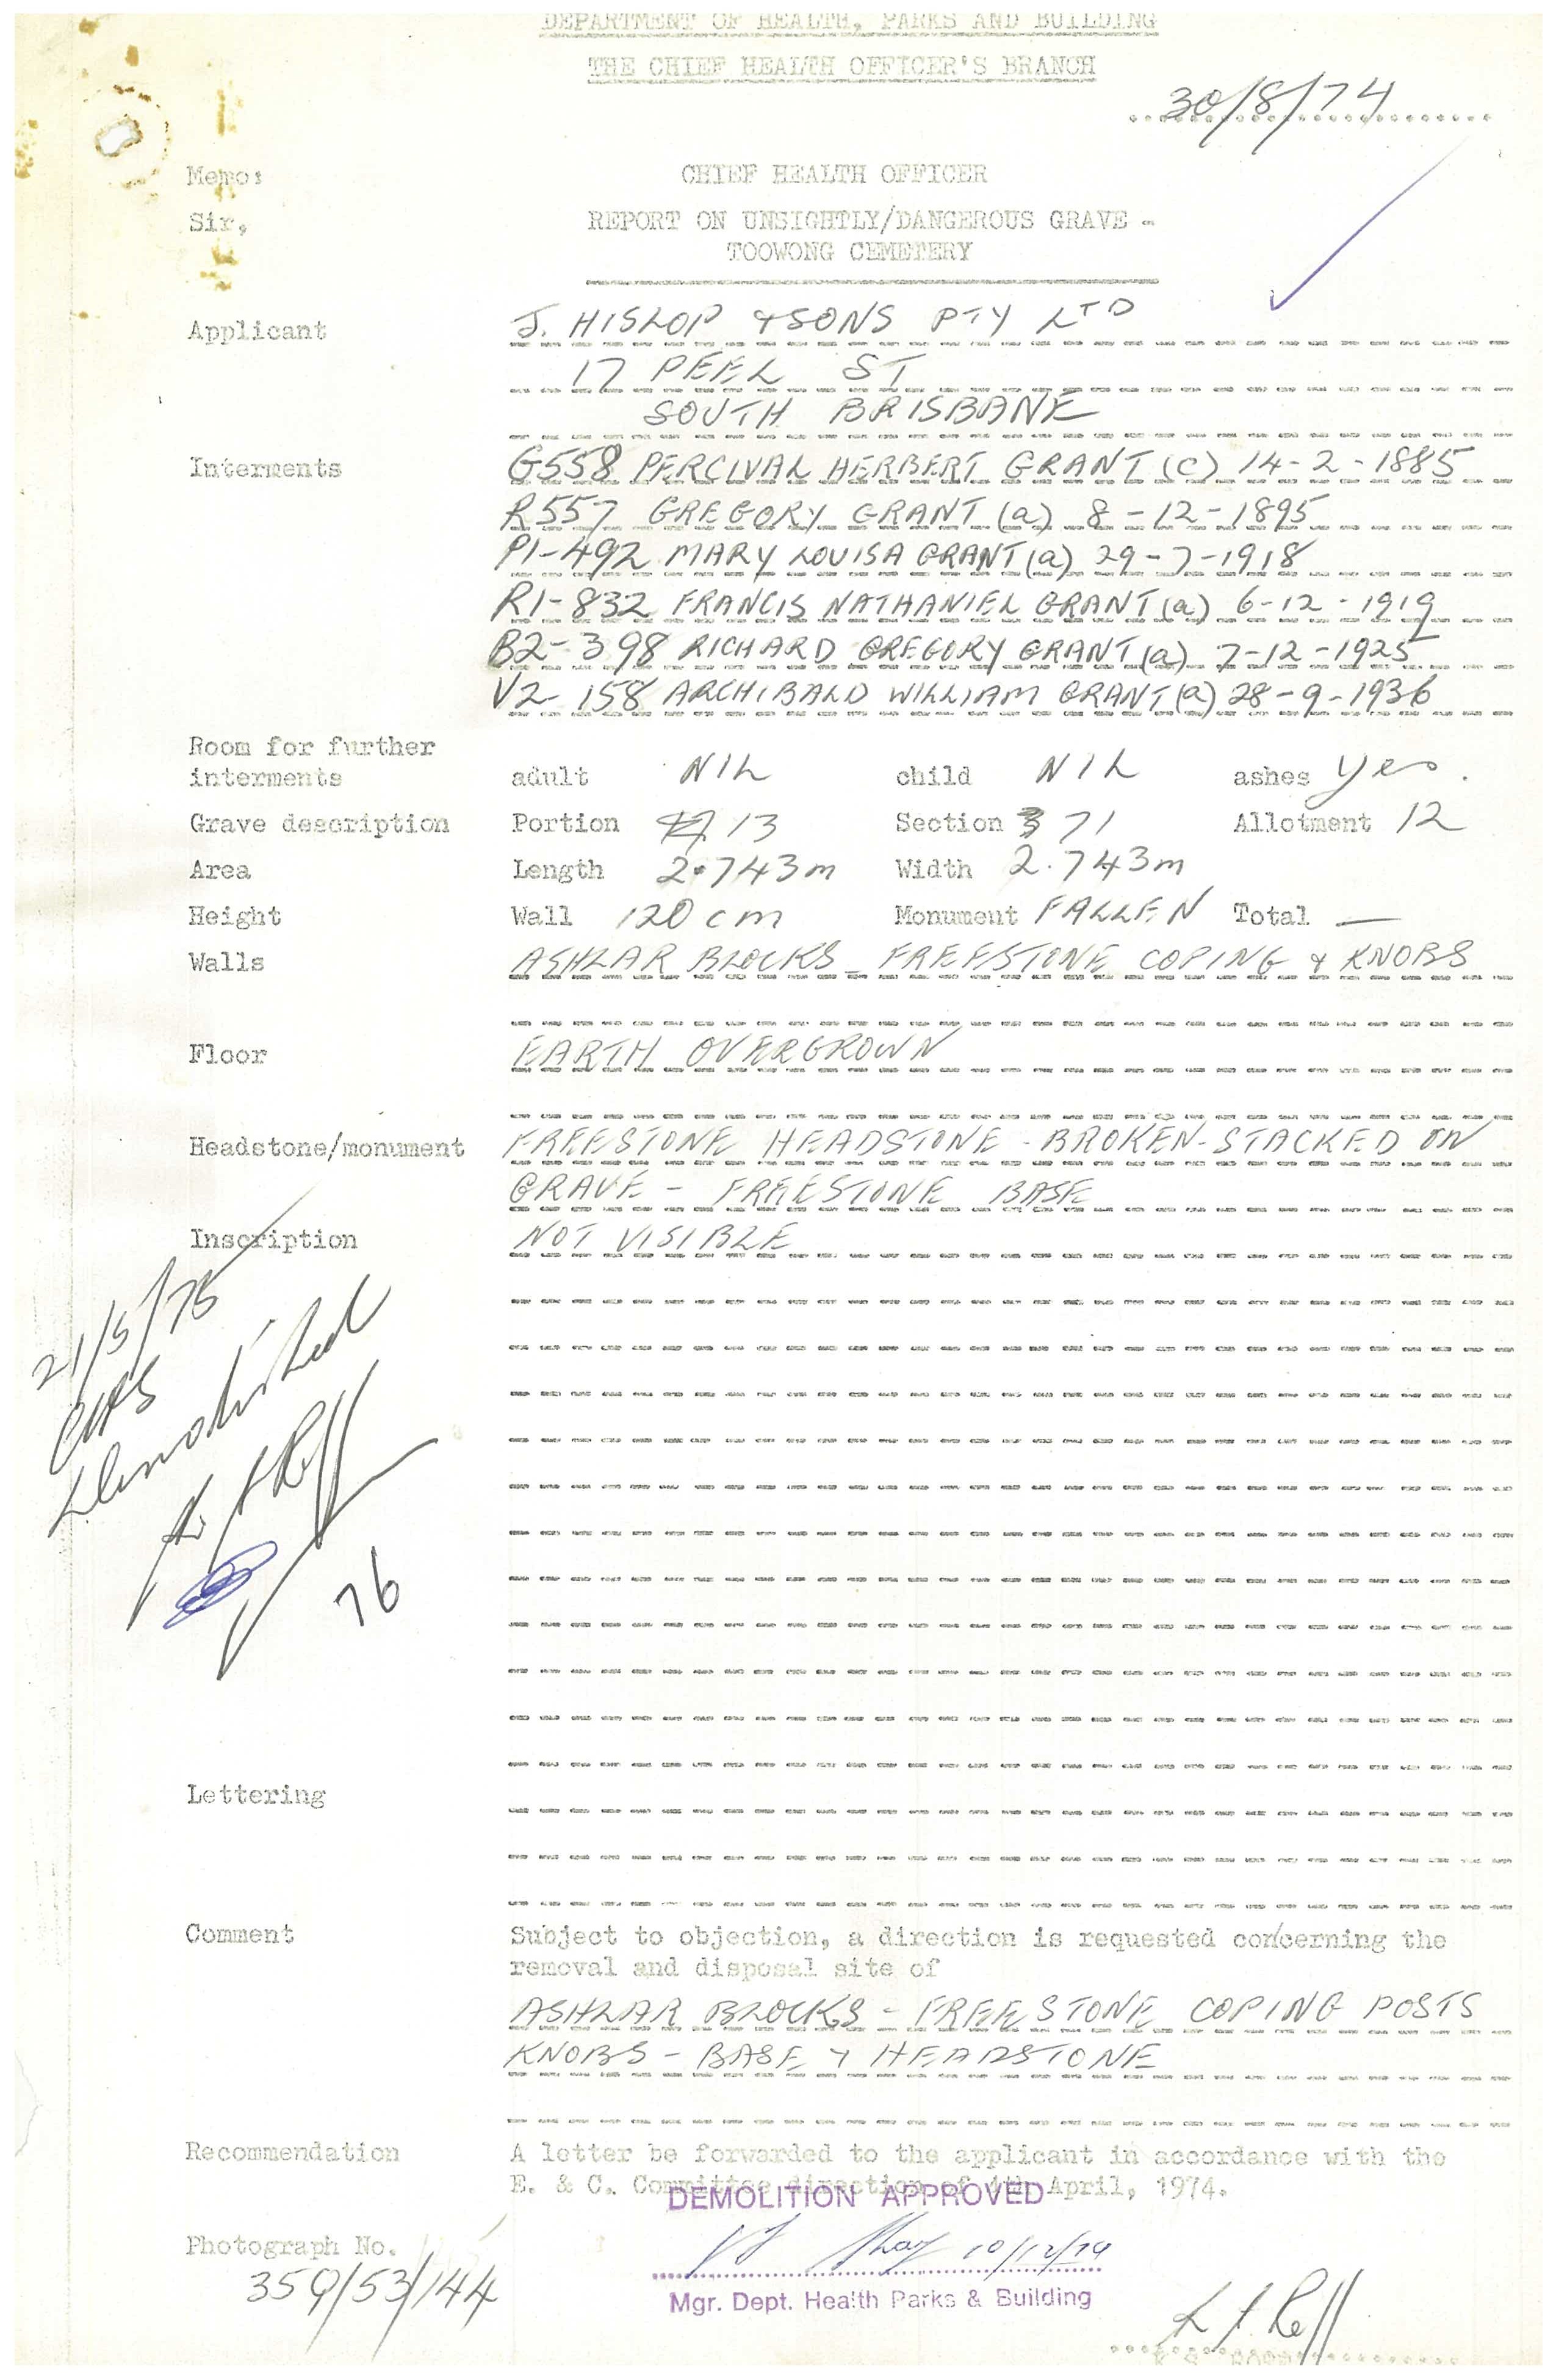 DEPARTMENT OF HEALTH, PARKS AND BUILDING
THE CHIEF HEALTH OFFICER'S BRANCH
30/8/74
Memo: CHIEF HEALTH OFFICER
Sir, REPORT ON UNSIGHTLY/DANGEROUS GRAVE -
TOOWONG CEMETERY
Applicant J. HISLOP & SONS PTY LTD
17 PEEL ST
SOUTH BRISBANE
Interments G558 PERCIVAL HERBERT GRANT (c) 14-2-1885
R557 GREGORY GRANT (a) 8-12-1895
P1-492 MARY LOUISA GRANT (a) 29-7-1918
R1-832 FRANCIS NATHANIEL GRANT (a) 6-12-1919
B2-398 RICHARD GREGORY GRANT (a) 7-12-1925
V2-158 ARCHIBALD WILLIAM GRANT (a) 28-9-1936
Room for further
interments adult NIL child NIL ashes Yes.
Grave description Portion 13 Section 71 Allotment 12
Area Length 2.743m Width 2.743m
Height Wall 120 cm Monument FALLEN Total —
Walls ASHLAR BLOCKS - FREESTONE COPING & KNOBS
Floor EARTH OVERGROWN
Headstone/monument FREESTONE HEADSTONE - BROKEN - STACKED ON
GRAVE - FREESTONE BASE
Inscription NOT VISIBLE
21/5/75
demolished
76
Lettering
Comment Subject to objection, a direction is requested concerning the
removal and disposal site of
ASHLAR BLOCKS - FREESTONE COPING POSTS
KNOBS - BASE & HEADSTONE
Recommendation A letter be forwarded to the applicant in accordance with the
E. & C. Committee direction of 4th April, 1974.
DEMOLITION APPROVED
Photograph No.
10/12/74
359/53/144
Mgr. Dept. Health Parks & Building